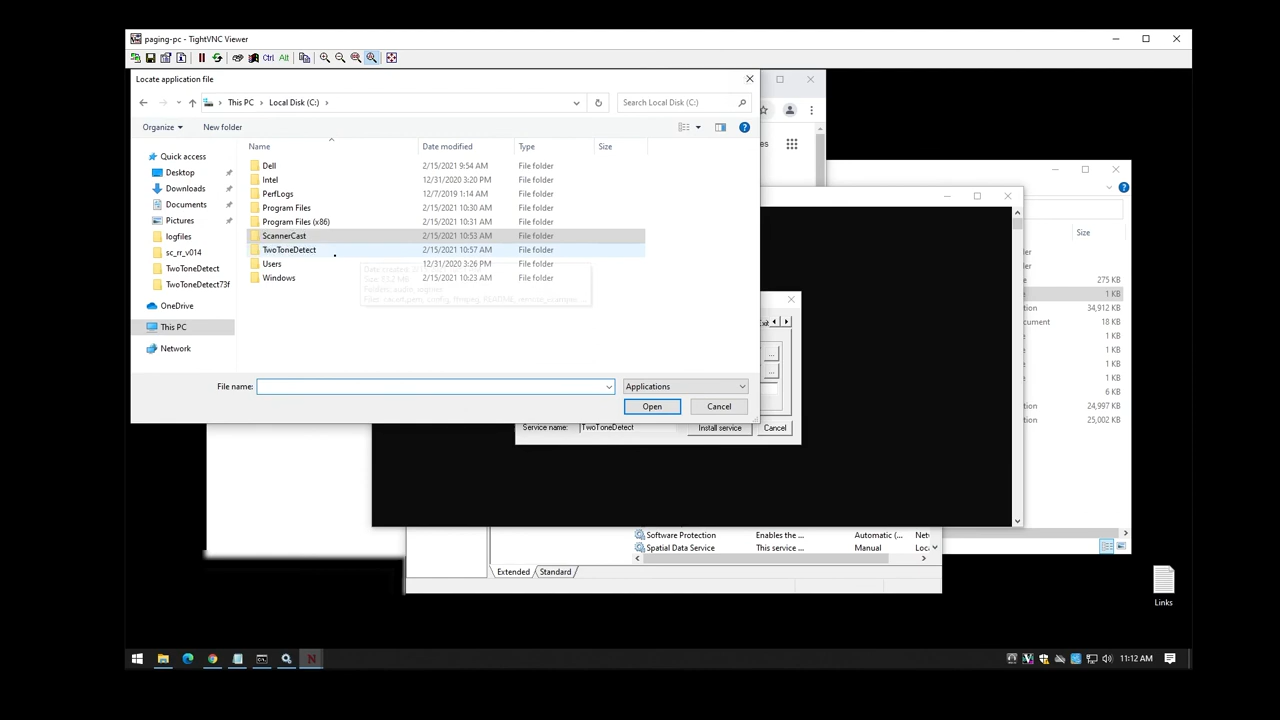 paging-pc - TightVNC Viewer
Ctrl Alt
Locate application file
This PC > Local Disk (C:) >
Search Local Disk (C:)
Organize
New folder
Name
Date modified
Type
Size
Quick access
Desktop
Downloads
Documents
Pictures
logfiles
sc_rr_v014
TwoToneDetect
TwoToneDetect73f
OneDrive
This PC
Network
Dell 2/15/2021 9:54 AM File folder
Intel 12/31/2020 3:20 PM File folder
PerfLogs 12/7/2019 1:14 AM File folder
Program Files 2/15/2021 10:30 AM File folder
Program Files (x86) 2/15/2021 10:31 AM File folder
ScannerCast 2/15/2021 10:53 AM File folder
TwoToneDetect 2/15/2021 10:57 AM File folder
Users 12/31/2020 3:26 PM File folder
Windows 2/15/2021 10:23 AM File folder
File name:
Applications
Open
Cancel
Service name: TwoToneDetect
Install service
Cancel
Exit
Size
275 KB
1 KB
34,912 KB
18 KB
1 KB
1 KB
1 KB
6 KB
24,997 KB
25,002 KB
Software Protection Enables the ... Automatic (...
Spatial Data Service This service ... Manual
Extended
Standard
Links
11:12 AM